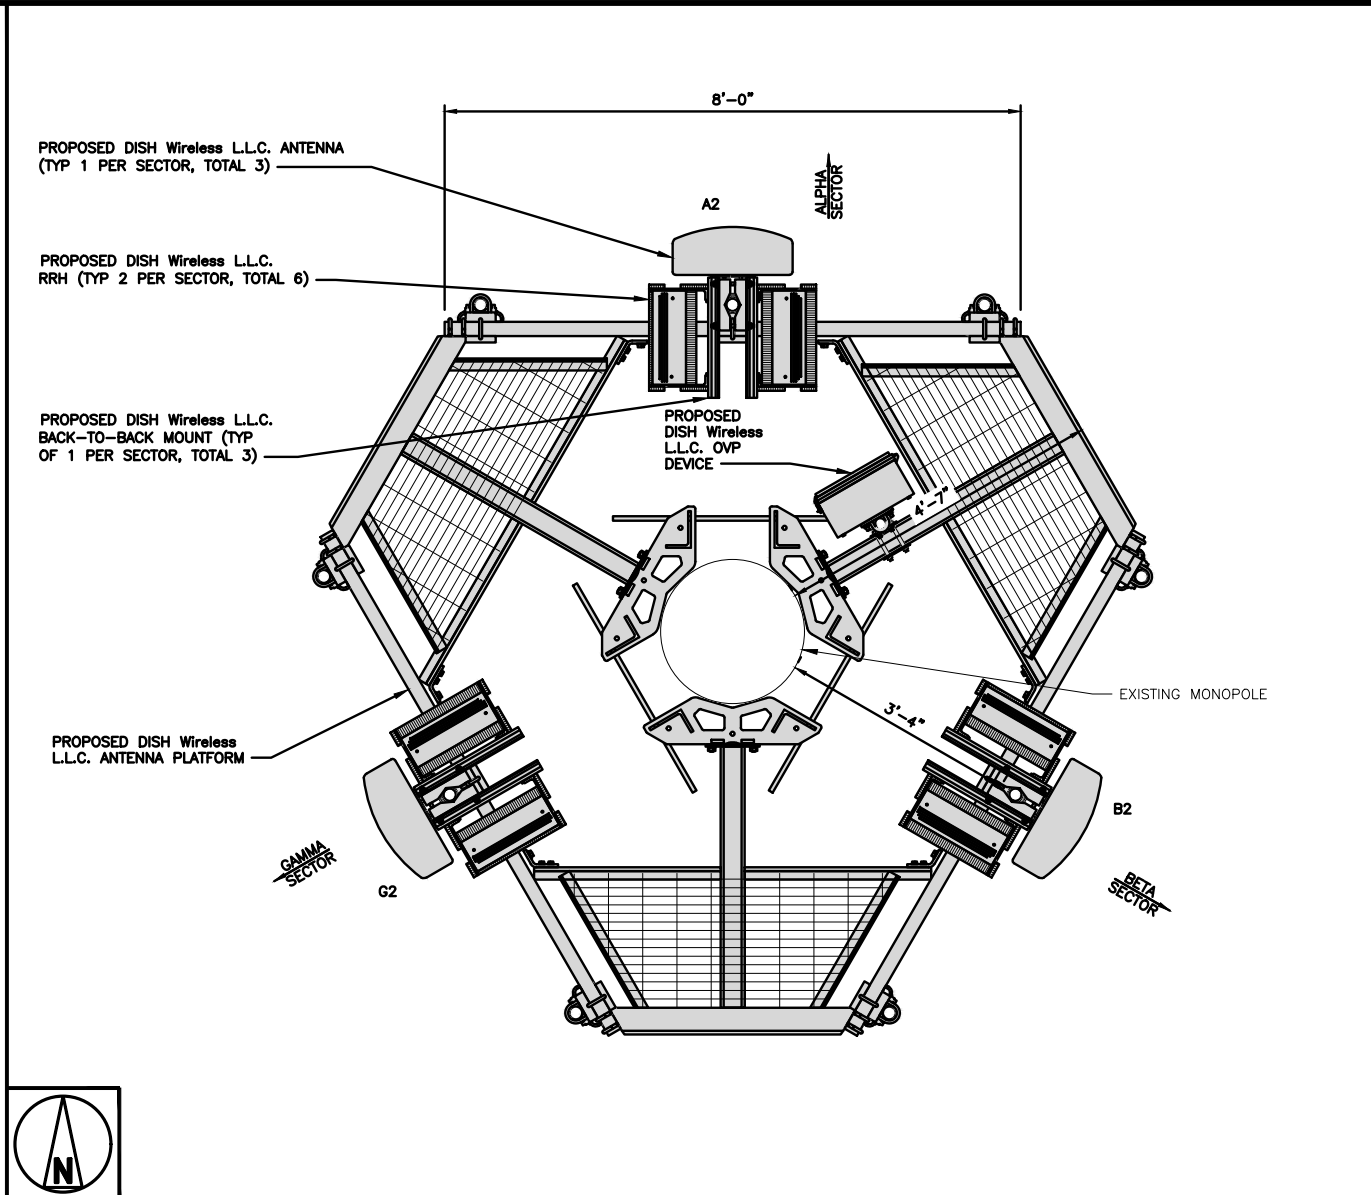 8'-0"
PROPOSED DISH Wireless L.L.C. ANTENNA
(TYP 1 PER SECTOR, TOTAL 3)
ALPHA
SECTOR
A2
PROPOSED DISH Wireless L.L.C.
RRH (TYP 2 PER SECTOR, TOTAL 6)
PROPOSED DISH Wireless L.L.C.
BACK-TO-BACK MOUNT (TYP
OF 1 PER SECTOR, TOTAL 3)
PROPOSED
DISH Wireless
L.L.C. OVP
DEVICE
4'-7"
EXISTING MONOPOLE
3'-4"
PROPOSED DISH Wireless
L.L.C. ANTENNA PLATFORM
B2
GAMMA
SECTOR
G2
BETA
SECTOR
N